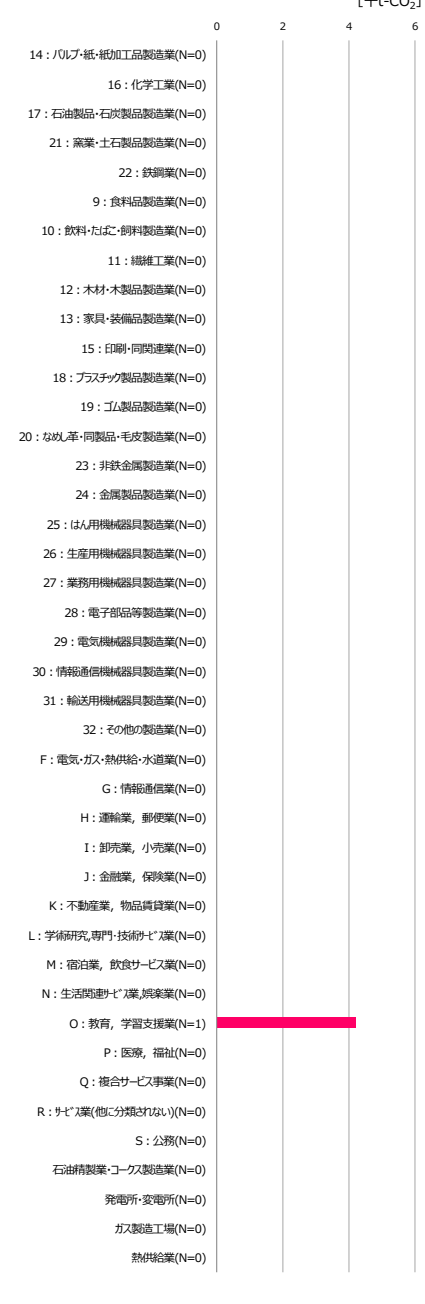 [千t-CO₂]
0 2 4 6
14：パルプ・紙・紙加工品製造業(N=0)
16：化学工業(N=0)
17：石油製品・石炭製品製造業(N=0)
21：窯業・土石製品製造業(N=0)
22：鉄鋼業(N=0)
9：食料品製造業(N=0)
10：飲料・たばこ・飼料製造業(N=0)
11：繊維工業(N=0)
12：木材・木製品製造業(N=0)
13：家具・装備品製造業(N=0)
15：印刷・同関連業(N=0)
18：プラスチック製品製造業(N=0)
19：ゴム製品製造業(N=0)
20：なめし革・同製品・毛皮製造業(N=0)
23：非鉄金属製造業(N=0)
24：金属製品製造業(N=0)
25：はん用機械器具製造業(N=0)
26：生産用機械器具製造業(N=0)
27：業務用機械器具製造業(N=0)
28：電子部品等製造業(N=0)
29：電気機械器具製造業(N=0)
30：情報通信機械器具製造業(N=0)
31：輸送用機械器具製造業(N=0)
32：その他の製造業(N=0)
F：電気・ガス・熱供給・水道業(N=0)
G：情報通信業(N=0)
H：運輸業，郵便業(N=0)
I：卸売業，小売業(N=0)
J：金融業，保険業(N=0)
K：不動産業，物品賃貸業(N=0)
L：学術研究,専門・技術ｻｰﾋﾞｽ業(N=0)
M：宿泊業，飲食サービス業(N=0)
N：生活関連ｻｰﾋﾞｽ業,娯楽業(N=0)
O：教育，学習支援業(N=1)
P：医療，福祉(N=0)
Q：複合サービス事業(N=0)
R：ｻｰﾋﾞｽ業(他に分類されない)(N=0)
S：公務(N=0)
石油精製業・コークス製造業(N=0)
発電所・変電所(N=0)
ガス製造工場(N=0)
熱供給業(N=0)